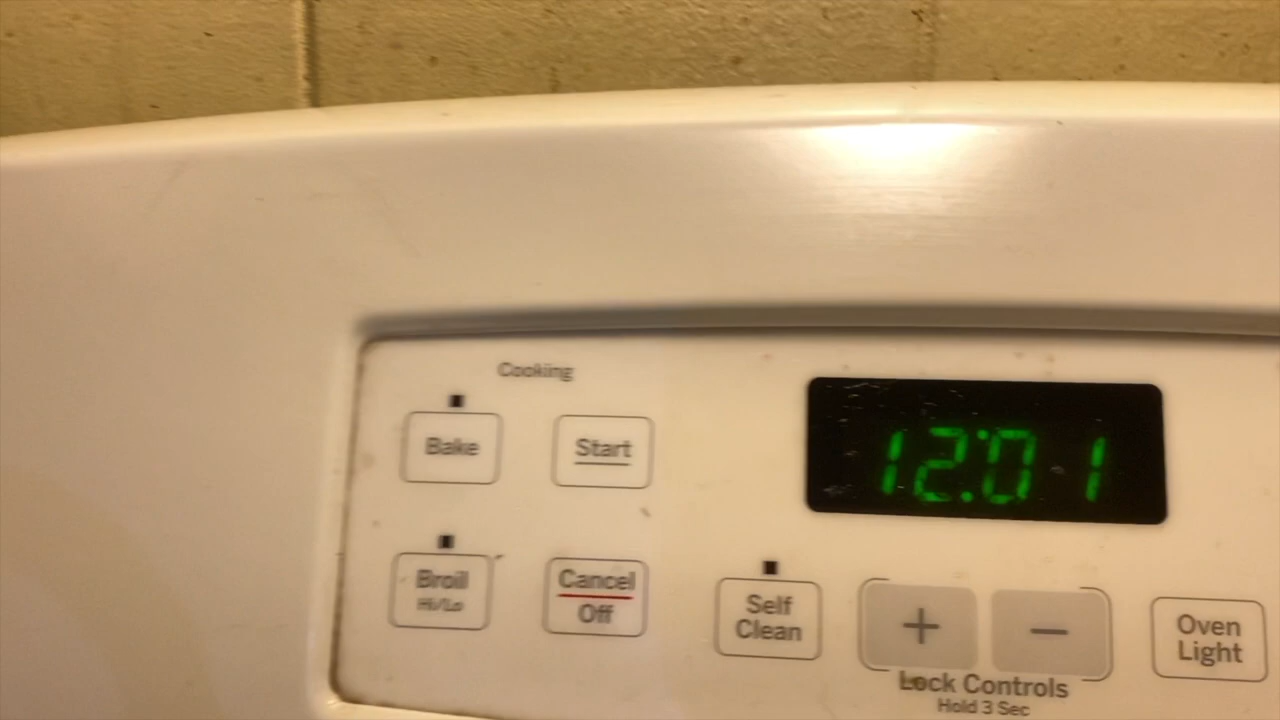 Cooking
Bake
Start
12:01
Broil
Hi/Lo
Cancel
Off
Self
Clean
+
−
Oven
Light
Lock Controls
Hold 3 Sec